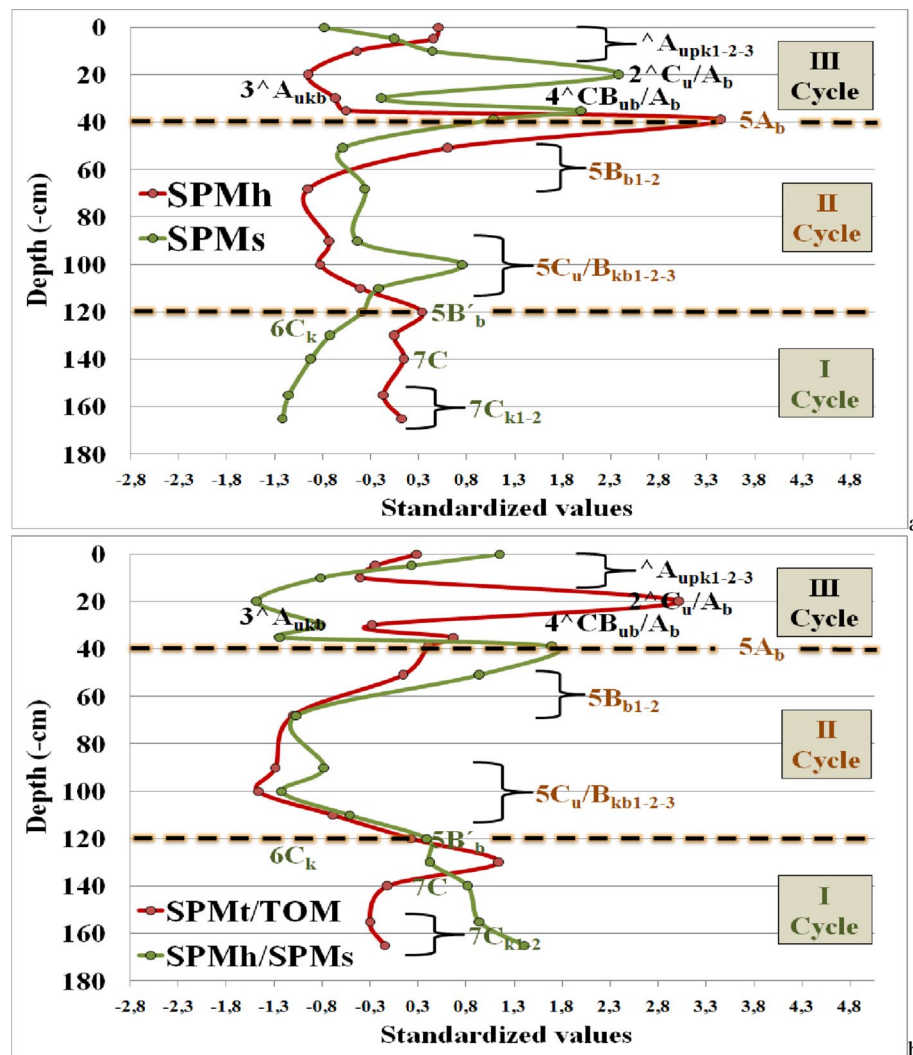 0
20
40
60
80
100
120
140
160
180
Depth (-cm)
^A upk1-2-3
2^Cu/Ab
3^Aukb
4^CBub/Ab
5Ab
5Bb1-2
SPMh
SPMs
5Cu/Bkb1-2-3
5B´b
6Ck
7C
7Ck1-2
III
Cycle
II
Cycle
I
Cycle
-2,8 -2,3 -1,8 -1,3 -0,8 -0,3 0,3 0,8 1,3 1,8 2,3 2,8 3,3 3,8 4,3 4,8
Standardized values
a
0
20
40
60
80
100
120
140
160
180
Depth (-cm)
^A upk1-2-3
2^Cu/Ab
3^Aukb
4^CBub/Ab
5Ab
5Bb1-2
5Cu/Bkb1-2-3
5B´b
6Ck
7C
SPMt/TOM
SPMh/SPMs
7Ck1-2
III
Cycle
II
Cycle
I
Cycle
-2,8 -2,3 -1,8 -1,3 -0,8 -0,3 0,3 0,8 1,3 1,8 2,3 2,8 3,3 3,8 4,3 4,8
Standardized values
b